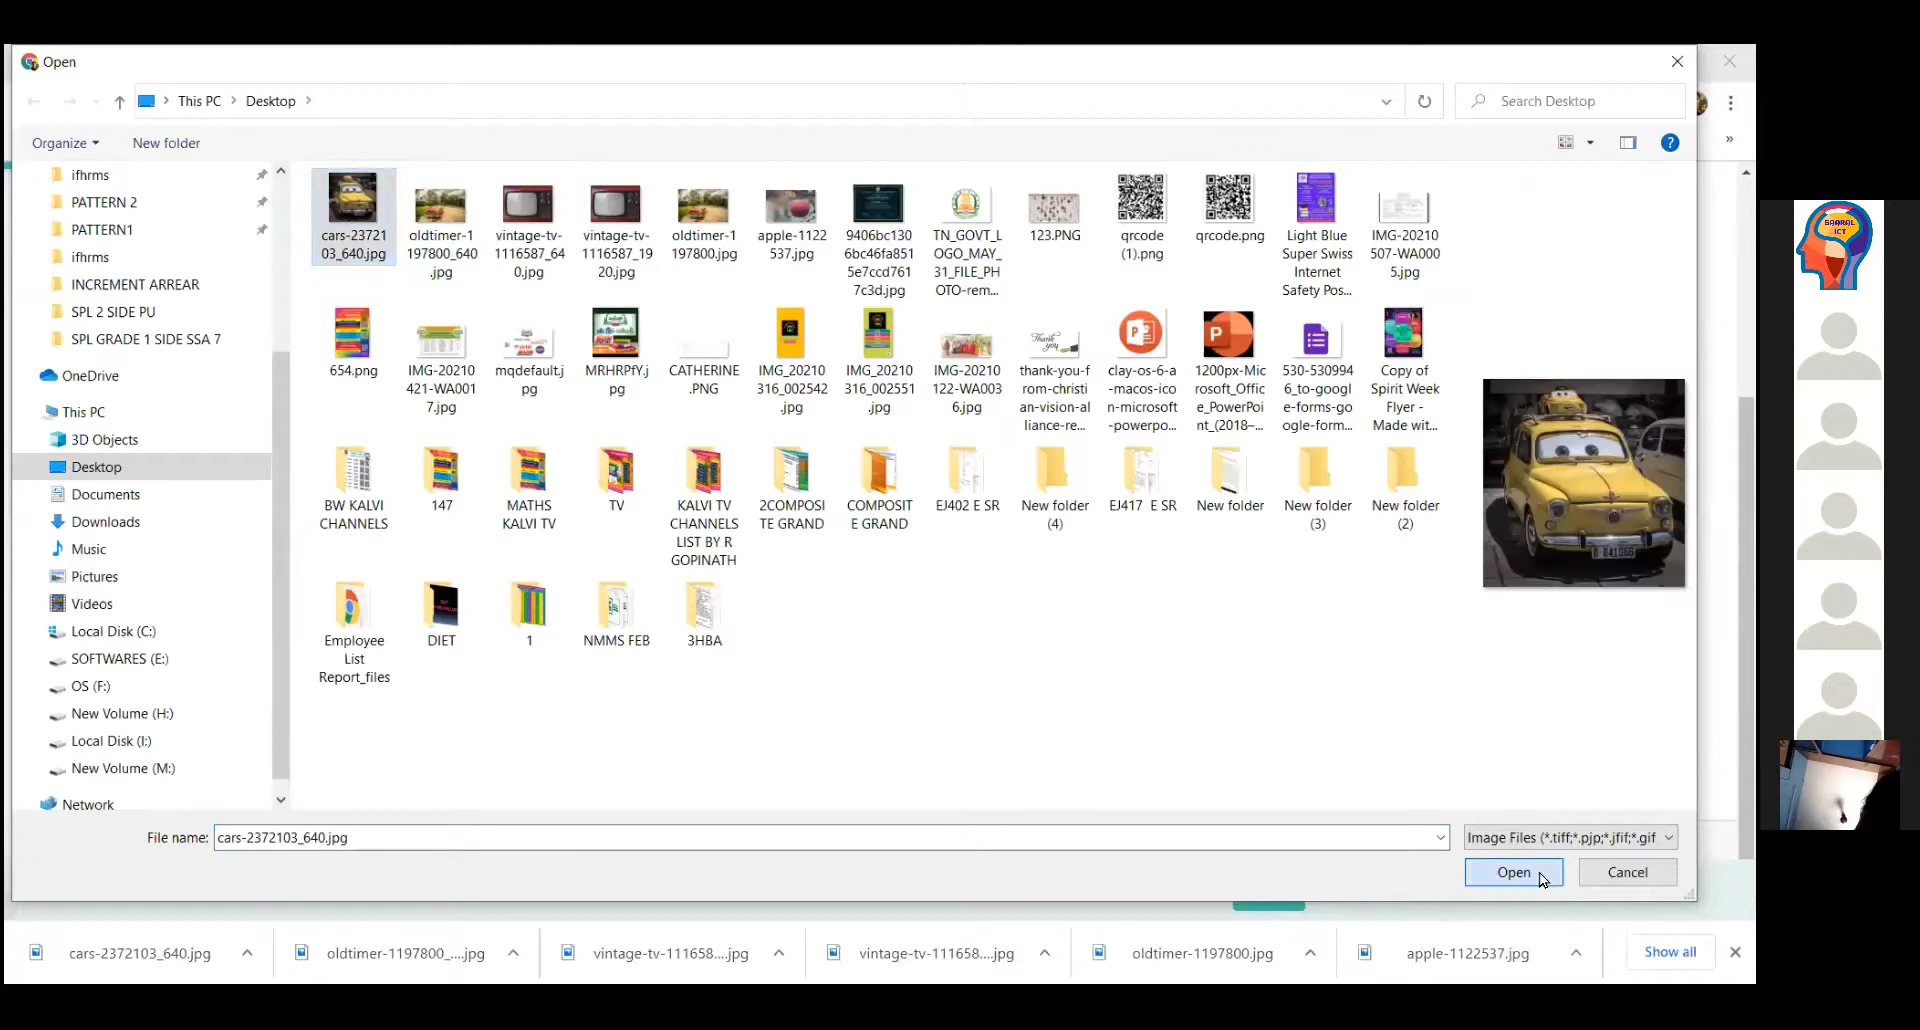 Open
This PC > Desktop >
Search Desktop
Organize
New folder
?
ifhrms
PATTERN 2
PATTERN1
ifhrms
INCREMENT ARREAR
SPL 2 SIDE PU
SPL GRADE 1 SIDE SSA 7
OneDrive
This PC
3D Objects
Desktop
Documents
Downloads
Music
Pictures
Videos
Local Disk (C:)
SOFTWARES (E:)
OS (F:)
New Volume (H:)
Local Disk (I:)
New Volume (M:)
Network
cars-23721
03_640.jpg
oldtimer-1
197800_640
.jpg
vintage-tv-
1116587_64
0.jpg
vintage-tv-
1116587_19
20.jpg
oldtimer-1
197800.jpg
apple-1122
537.jpg
9406bc130
6bc46fa851
5e7ccd761
7c3d.jpg
TN_GOVT_L
OGO_MAY_
31_FILE_PH
OTO-rem...
123.PNG
qrcode
(1).png
qrcode.png
Light Blue
Super Swiss
Internet
Safety Pos...
IMG-20210
507-WA000
5.jpg
654.png
IMG-20210
421-WA001
7.jpg
mqdefault.j
pg
MRHRPfY.j
pg
CATHERINE
.PNG
IMG_20210
316_002542
.jpg
IMG_20210
316_002551
.jpg
IMG-20210
122-WA003
6.jpg
Thank
you
thank-you-f
rom-christi
an-vision-al
liance-re...
clay-os-6-a
-macos-ico
n-microsoft
-powerpo...
P
1200px-Mic
rosoft_Offic
e_PowerPoi
nt_(2018–...
530-530994
6_to-googl
e-forms-go
ogle-form...
Copy of
Spirit Week
Flyer -
Made wit...
BW KALVI
CHANNELS
147
MATHS
KALVI TV
TV
KALVI TV
CHANNELS
LIST BY R
GOPINATH
2COMPOSI
TE GRAND
COMPOSIT
E GRAND
EJ402 E SR
New folder
(4)
EJ417 E SR
New folder
New folder
(3)
New folder
(2)
Employee
List
Report_files
DIET
1
NMMS FEB
3HBA
SAARAL
ICT
File name:
cars-2372103_640.jpg
Image Files (*.tiff;*.pjp;*.jfif;*.gif
Open
Cancel
cars-2372103_640.jpg
oldtimer-1197800_....jpg
vintage-tv-111658....jpg
vintage-tv-111658....jpg
oldtimer-1197800.jpg
apple-1122537.jpg
Show all